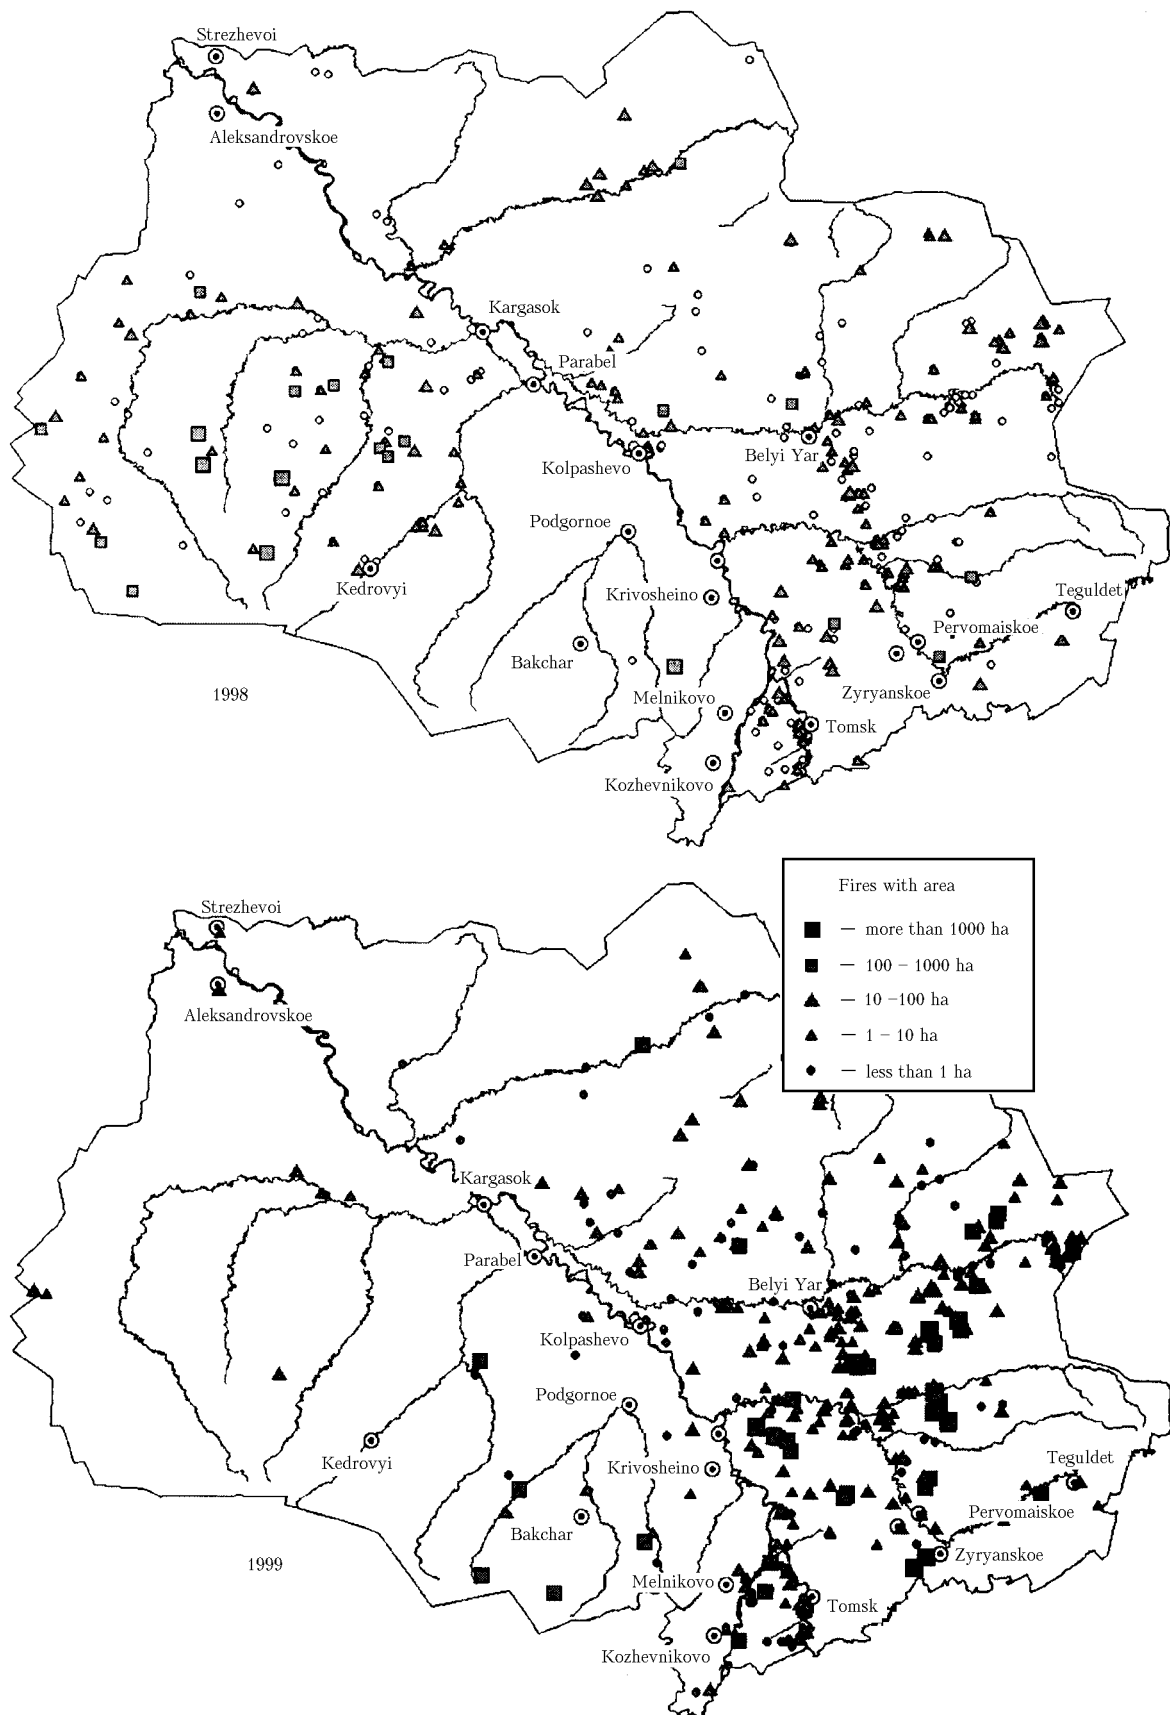 Strezhevoi
Aleksandrovskoe
Kargasok
Parabel
Kolpashevo
Belyi Yar
Podgornoe
Kedrovyi
Krivosheino
Teguldet
Pervomaiskoe
Bakchar
Zyryanskoe
1998
Melnikovo
Tomsk
Kozhevnikovo
Fires with area
— more than 1000 ha
— 100 – 1000 ha
— 10 –100 ha
— 1 – 10 ha
— less than 1 ha
Strezhevoi
Aleksandrovskoe
Kargasok
Parabel
Belyi Yar
Kolpashevo
Podgornoe
Kedrovyi
Krivosheino
Teguldet
Pervomaiskoe
Bakchar
Zyryanskoe
1999
Melnikovo
Tomsk
Kozhevnikovo